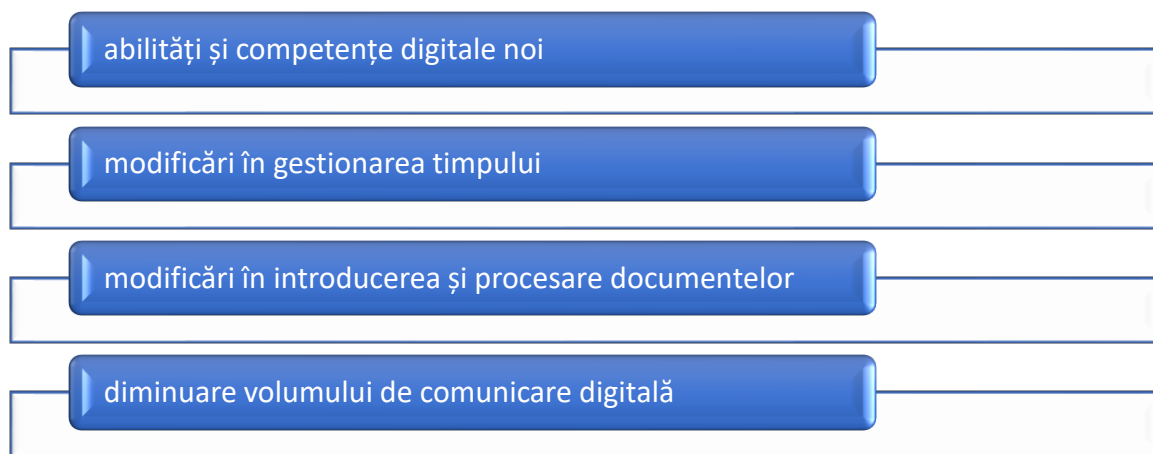 abilități și competențe digitale noi
modificări în gestionarea timpului
modificări în introducerea și procesare documentelor
diminuare volumului de comunicare digitală